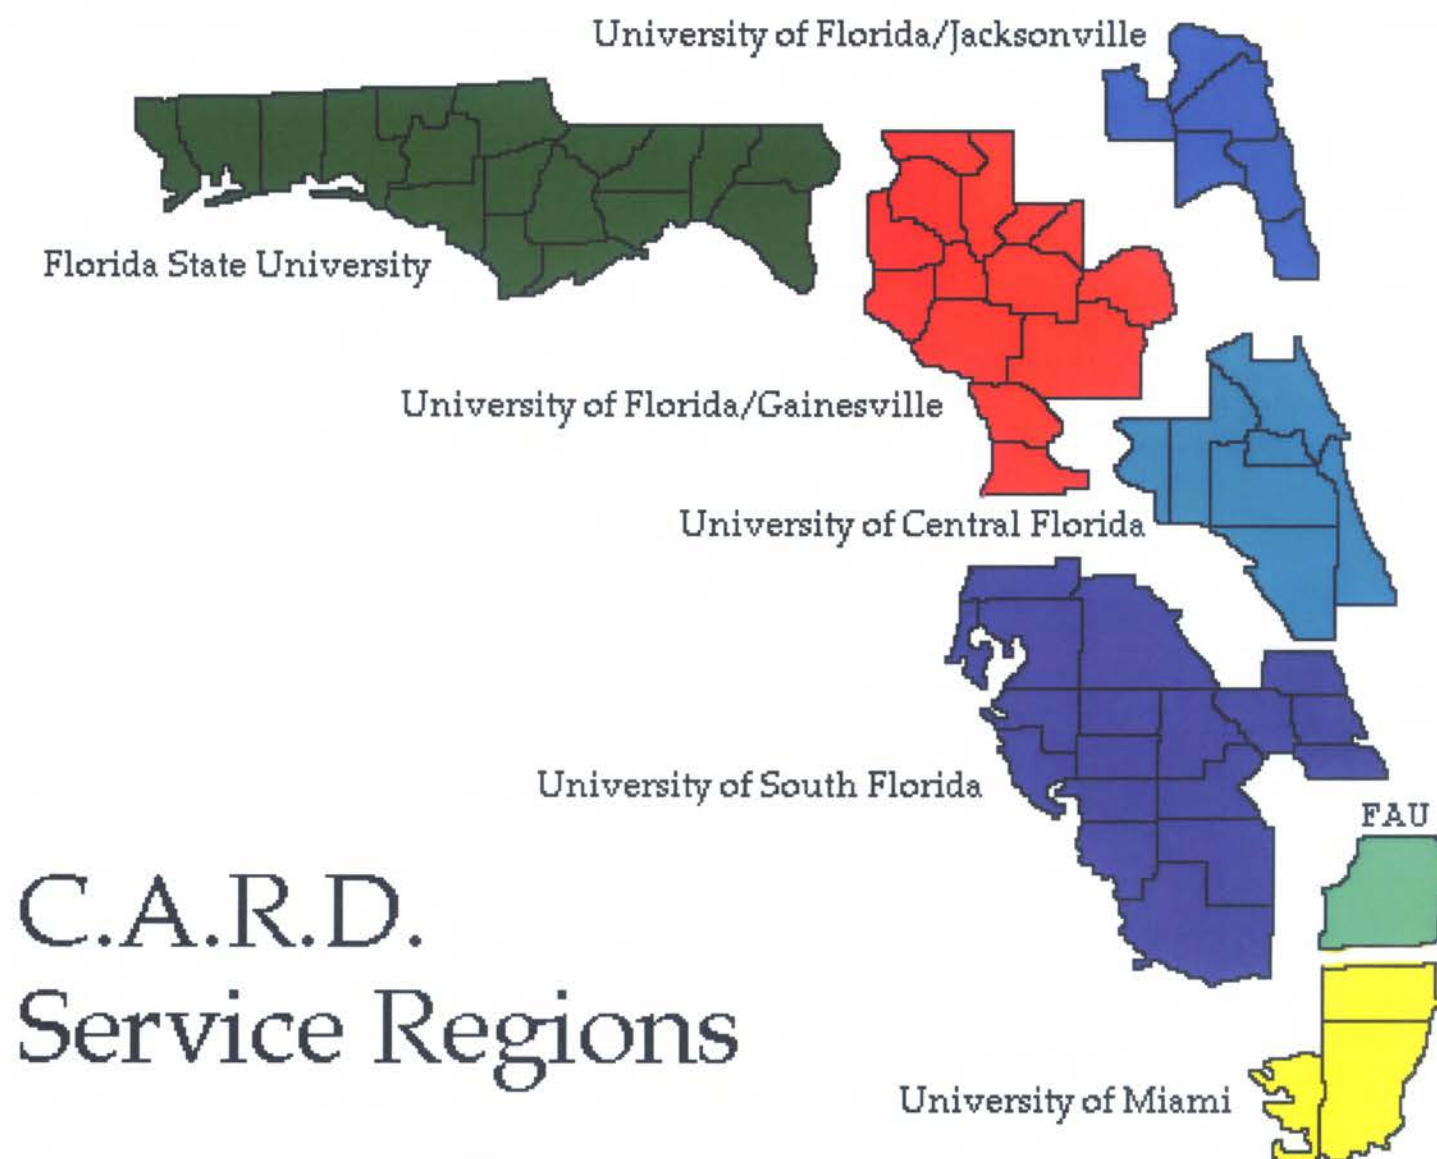 University of Florida/Jacksonville
Florida State University
University of Florida/Gainesville
University of Central Florida
University of South Florida
FAU
C.A.R.D.
Service Regions
University of Miami